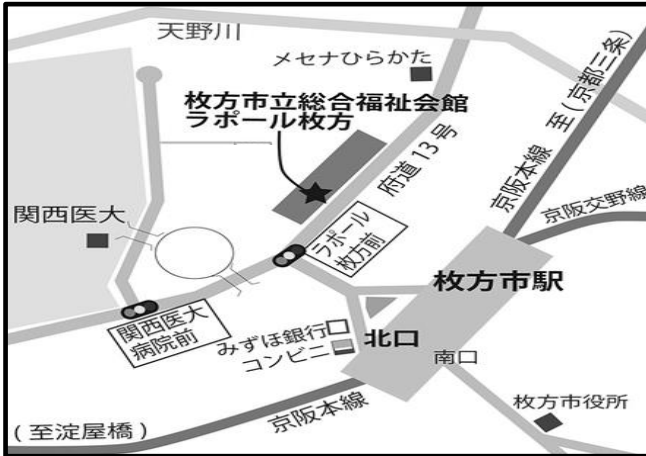 天野川
メセナひらかた
枚方市立総合福祉会館
ラポール枚方
府道13号
京阪本線　至(京都三条)
京阪交野線
関西医大
ラポール
枚方前
枚方市駅
関西医大
病院前
みずほ銀行
コンビニ
北口
南口
京阪本線
(至淀屋橋)
枚方市役所